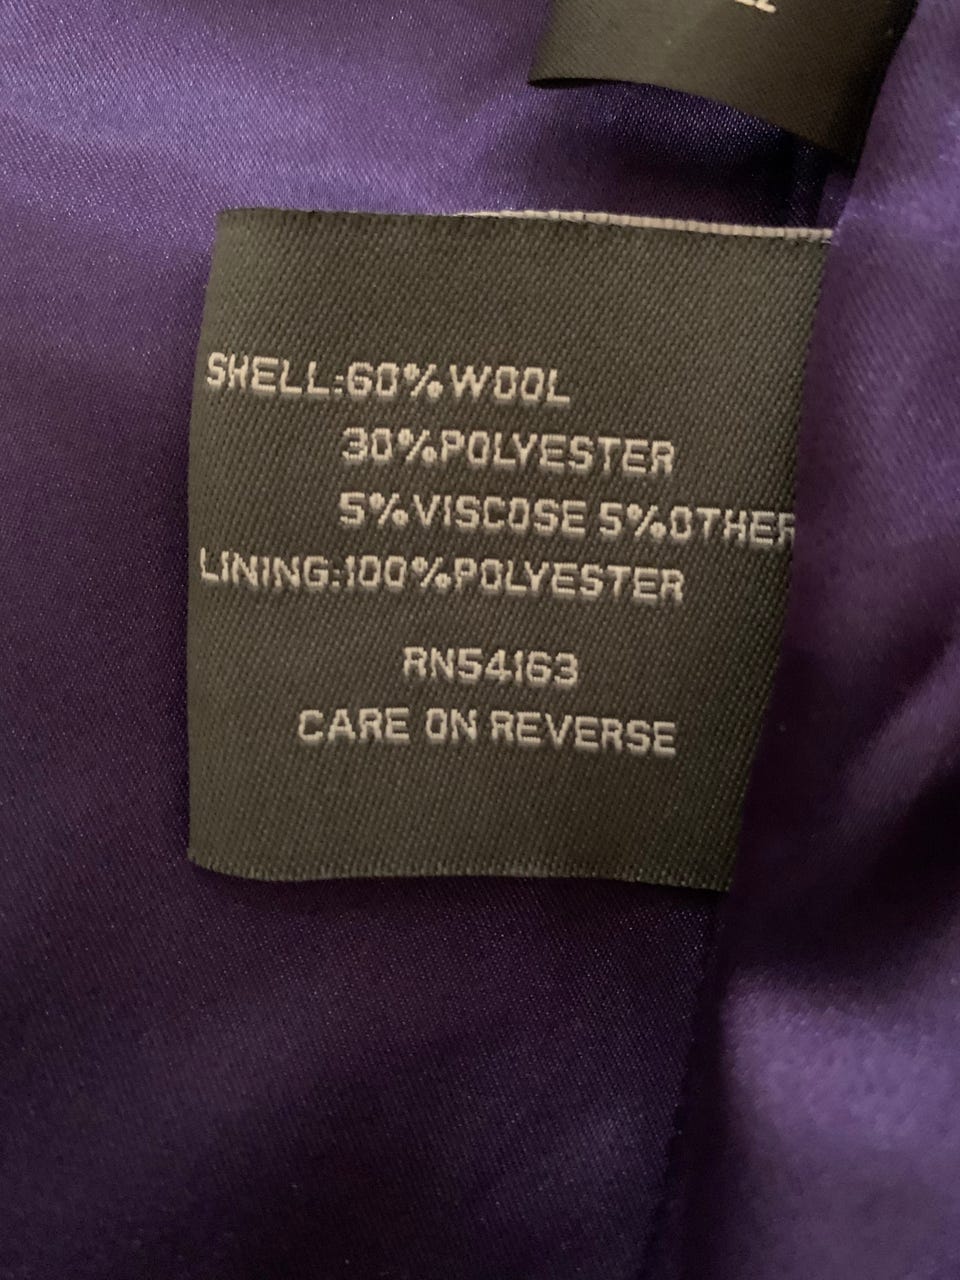 SHELL:60%WOOL
30%POLYESTER
5%VISCOSE 5%OTHER
LINING:100%POLYESTER
RN54163
CARE ON REVERSE